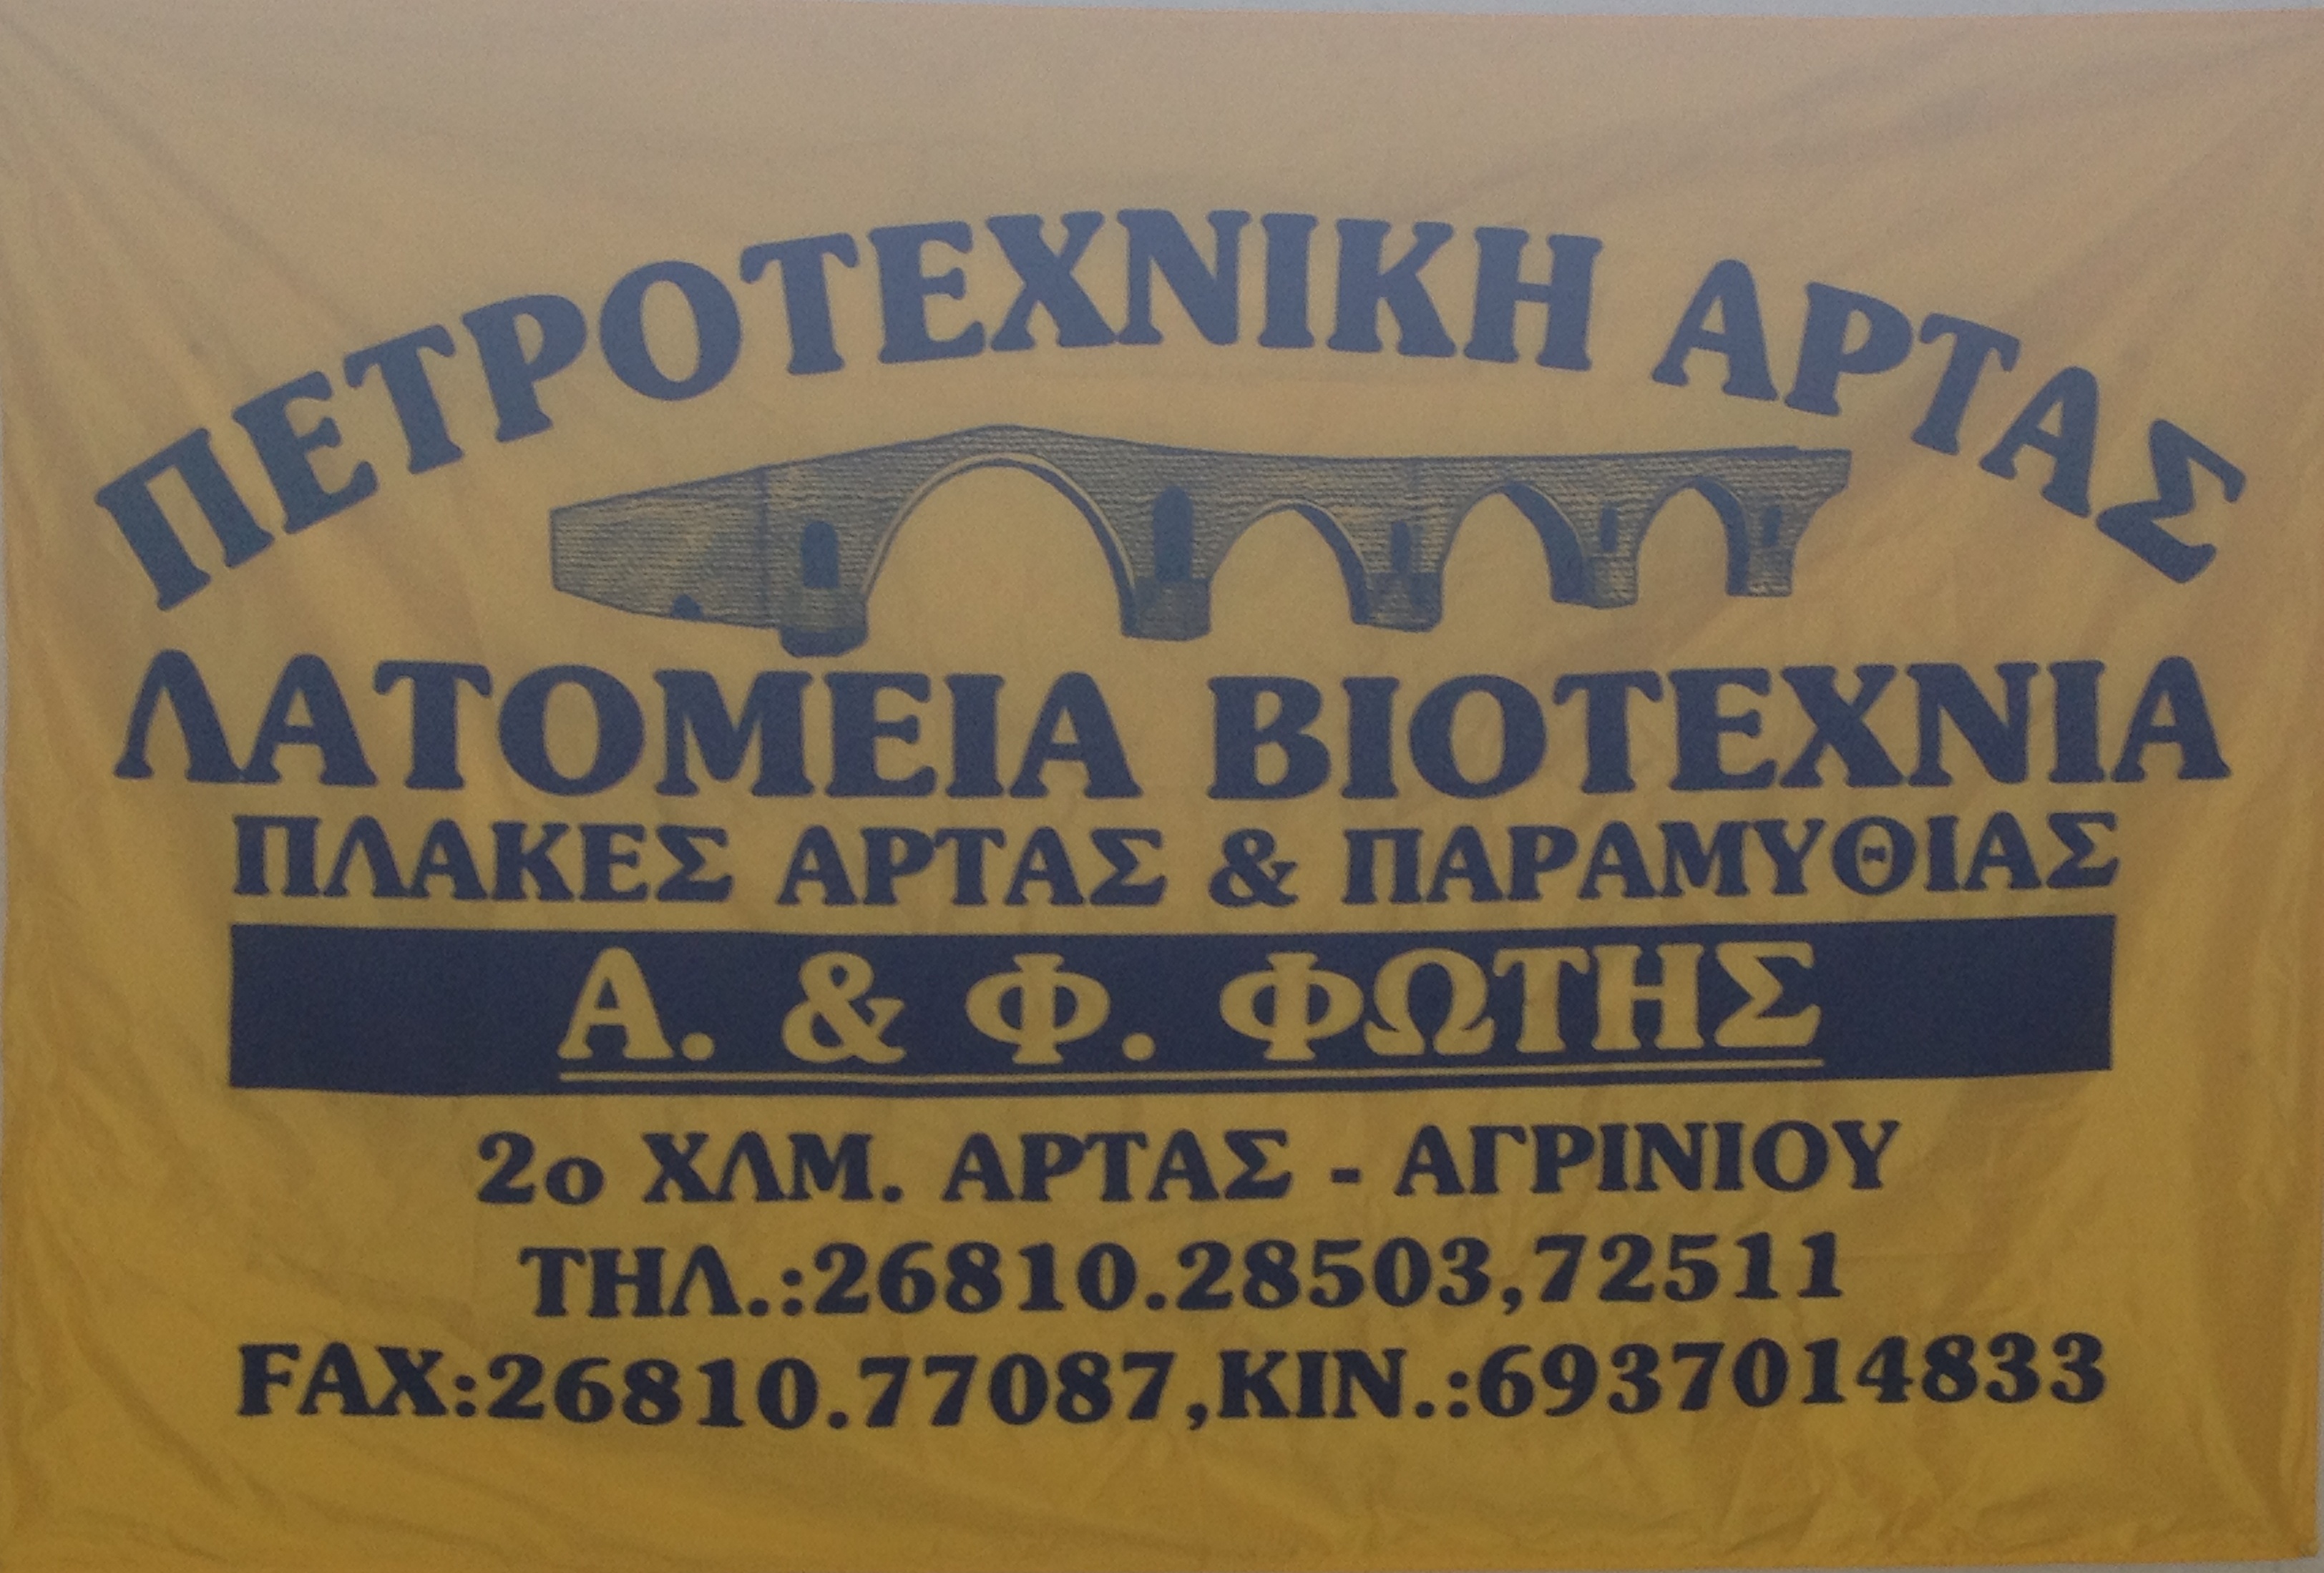 ΠΕΤΡΟΤΕΧΝΙΚΗ ΑΡΤΑΣ
ΛΑΤΟΜΕΙΑ ΒΙΟΤΕΧΝΙΑ
ΠΛΑΚΕΣ ΑΡΤΑΣ & ΠΑΡΑΜΥΘΙΑΣ
Α. & Φ. ΦΩΤΗΣ
2ο ΧΛΜ. ΑΡΤΑΣ - ΑΓΡΙΝΙΟΥ
ΤΗΛ.:26810.28503,72511
FAX:26810.77087,ΚΙΝ.:6937014833